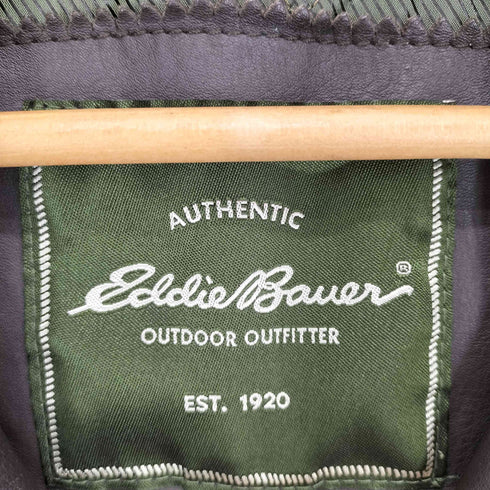 AUTHENTIC
Eddie Bauer ®
OUTDOOR OUTFITTER
EST. 1920